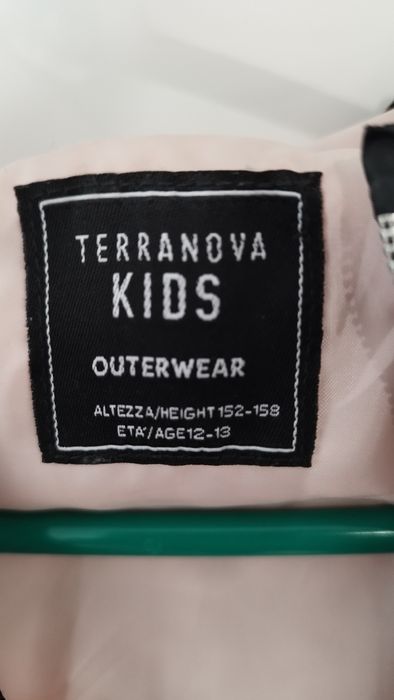 TERRANOVA
KIDS
OUTERWEAR
ALTEZZA/HEIGHT 152-158
ETA'/AGE 12-13